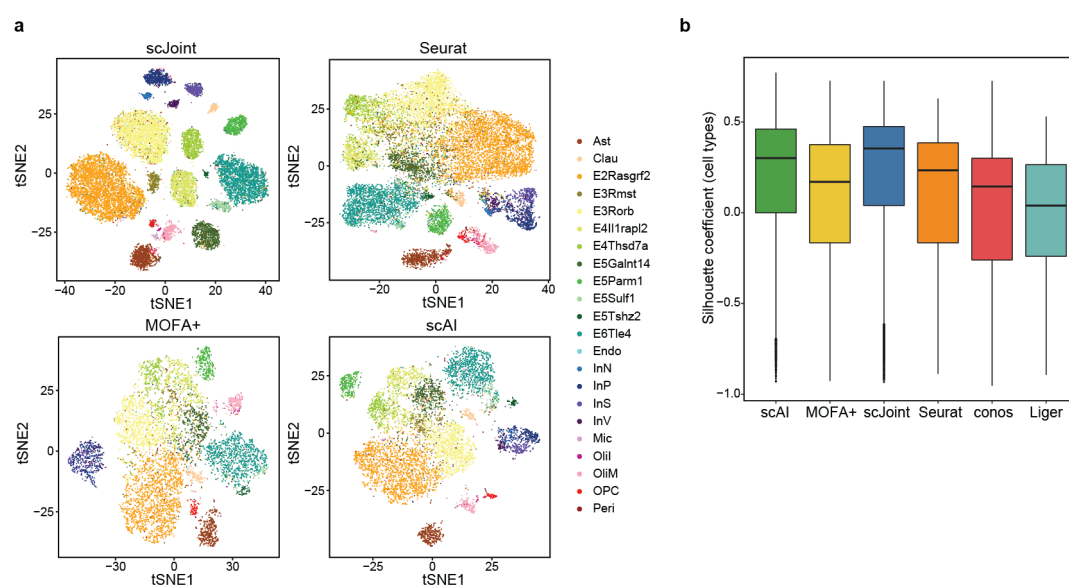 a
scJoint
Seurat
tSNE2
25
0
−25
−40
−20
0
20
40
tSNE1
tSNE2
25
0
−25
−20
0
20
40
tSNE1
MOFA+
scAI
tSNE2
25
0
−25
−30
0
30
tSNE1
tSNE2
25
0
−25
−25
0
25
tSNE1
Ast
Clau
E2Rasgrf2
E3Rmst
E3Rorb
E4Il1rapl2
E4Thsd7a
E5Galnt14
E5Parm1
E5Sulf1
E5Tshz2
E6Tle4
Endo
InN
InP
InS
InV
Mic
OliI
OliM
OPC
Peri
b
Silhouette coefficient (cell types)
0.5
0.0
−0.5
−1.0
scAI
MOFA+
scJoint
Seurat
conos
Liger